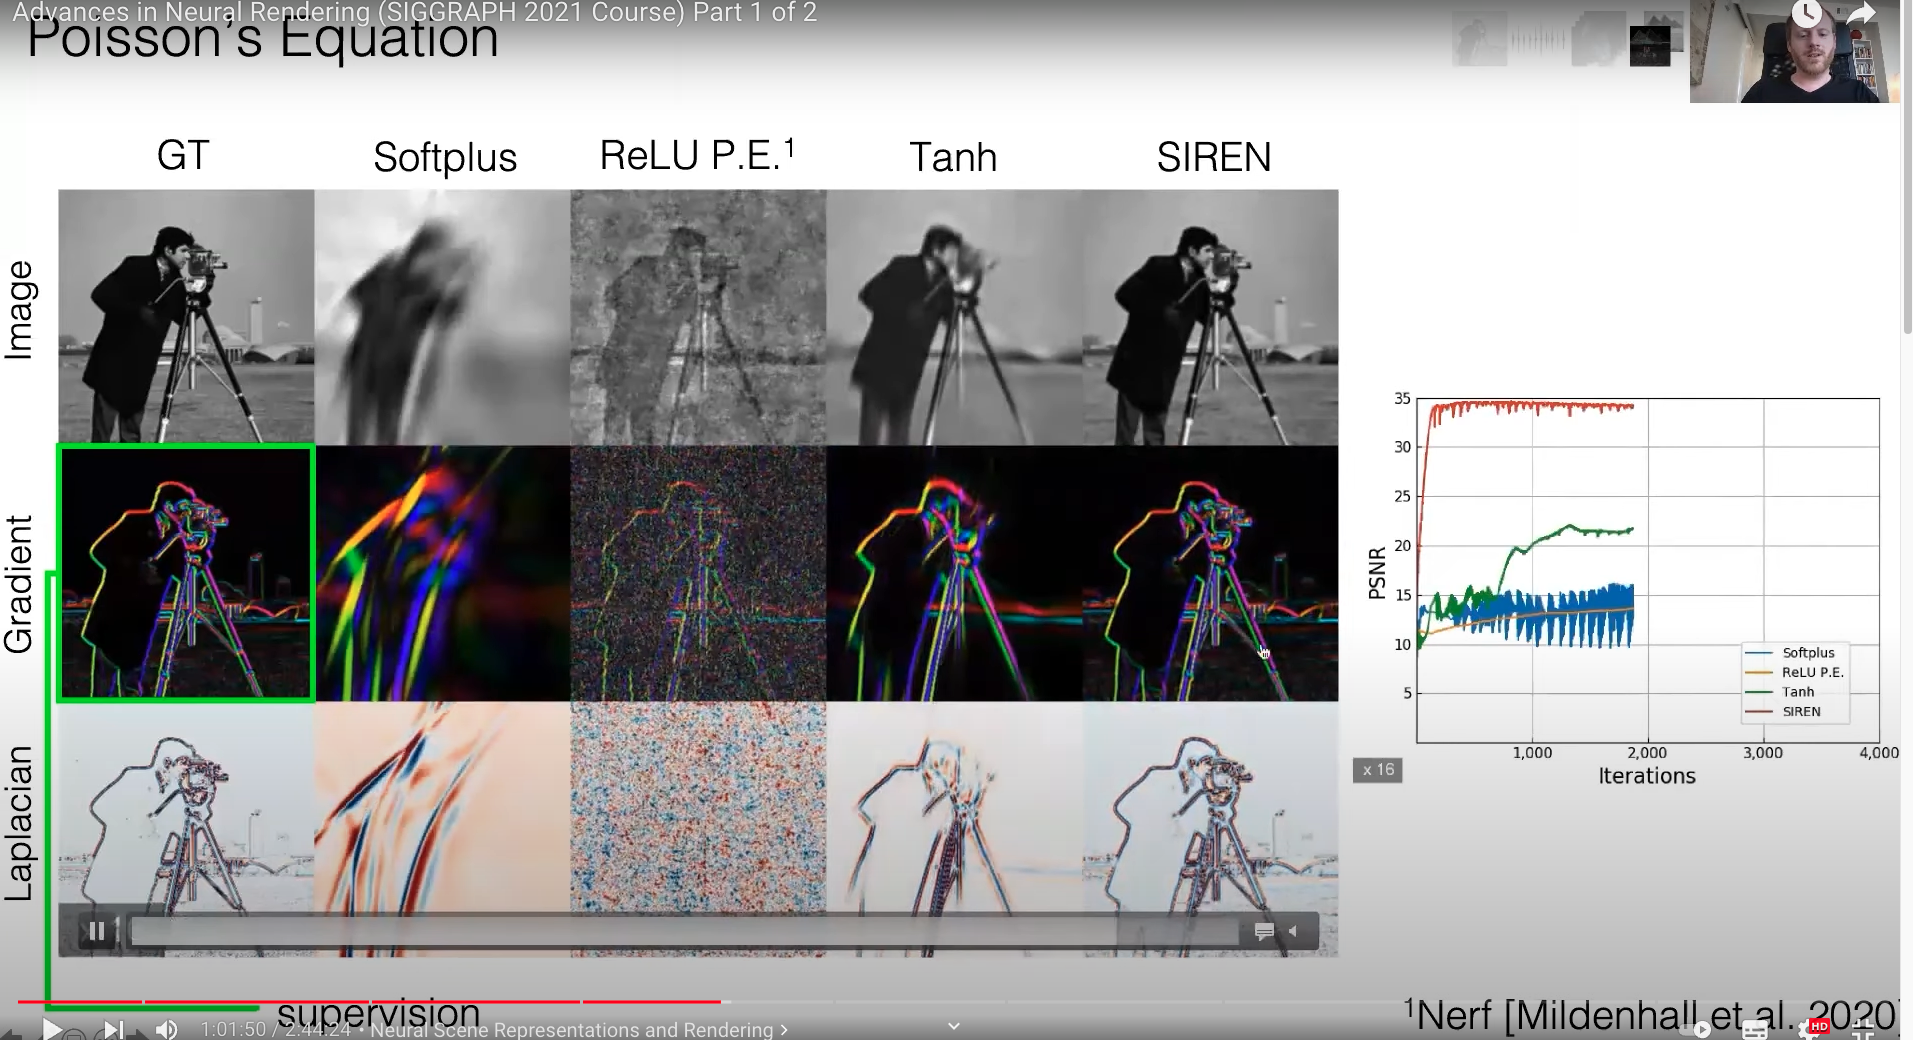 Advances in Neural Rendering (SIGGRAPH 2021 Course) Part 1 of 2
Poisson's Equation
GT
Softplus
ReLU P.E.¹
Tanh
SIREN
Image
Gradient
Laplacian
35
30
25
20
15
10
5
PSNR
Softplus
ReLU P.E.
Tanh
SIREN
1,000
2,000
3,000
4,000
Iterations
x 16
supervision
¹Nerf [Mildenhall et al. 2020]
1:01:50 / 2:44:24 • Neural Scene Representations and Rendering >
HD